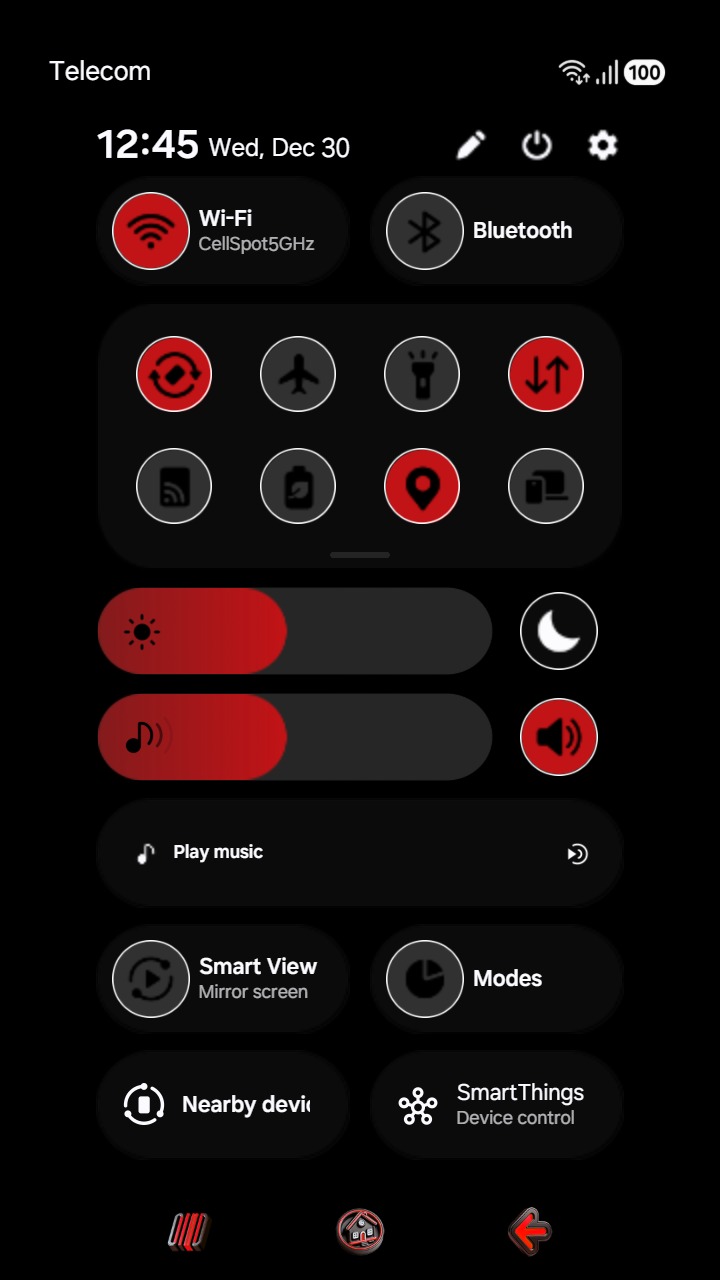 Telecom
100
12:45 Wed, Dec 30
Wi-Fi
CellSpot5GHz
Bluetooth
Play music
Smart View
Mirror screen
Modes
Nearby devi
SmartThings
Device control